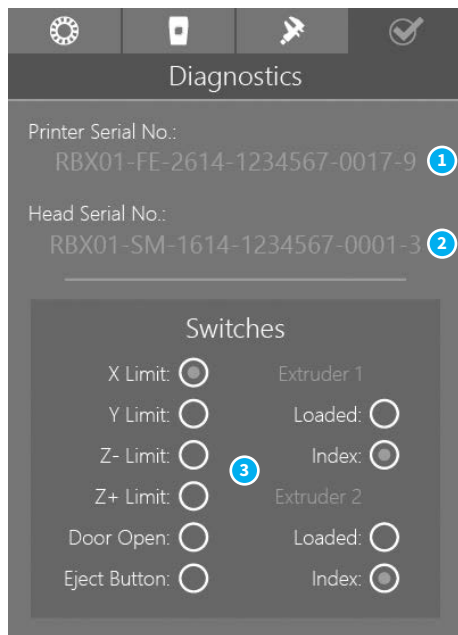 Diagnostics
Printer Serial No.:
RBX01-FE-2614-1234567-0017-9 1
Head Serial No.:
RBX01-SM-1614-1234567-0001-3 2
Switches
X Limit: Extruder 1
Y Limit: Loaded:
Z- Limit: 3 Index:
Z+ Limit: Extruder 2
Door Open: Loaded:
Eject Button: Index: